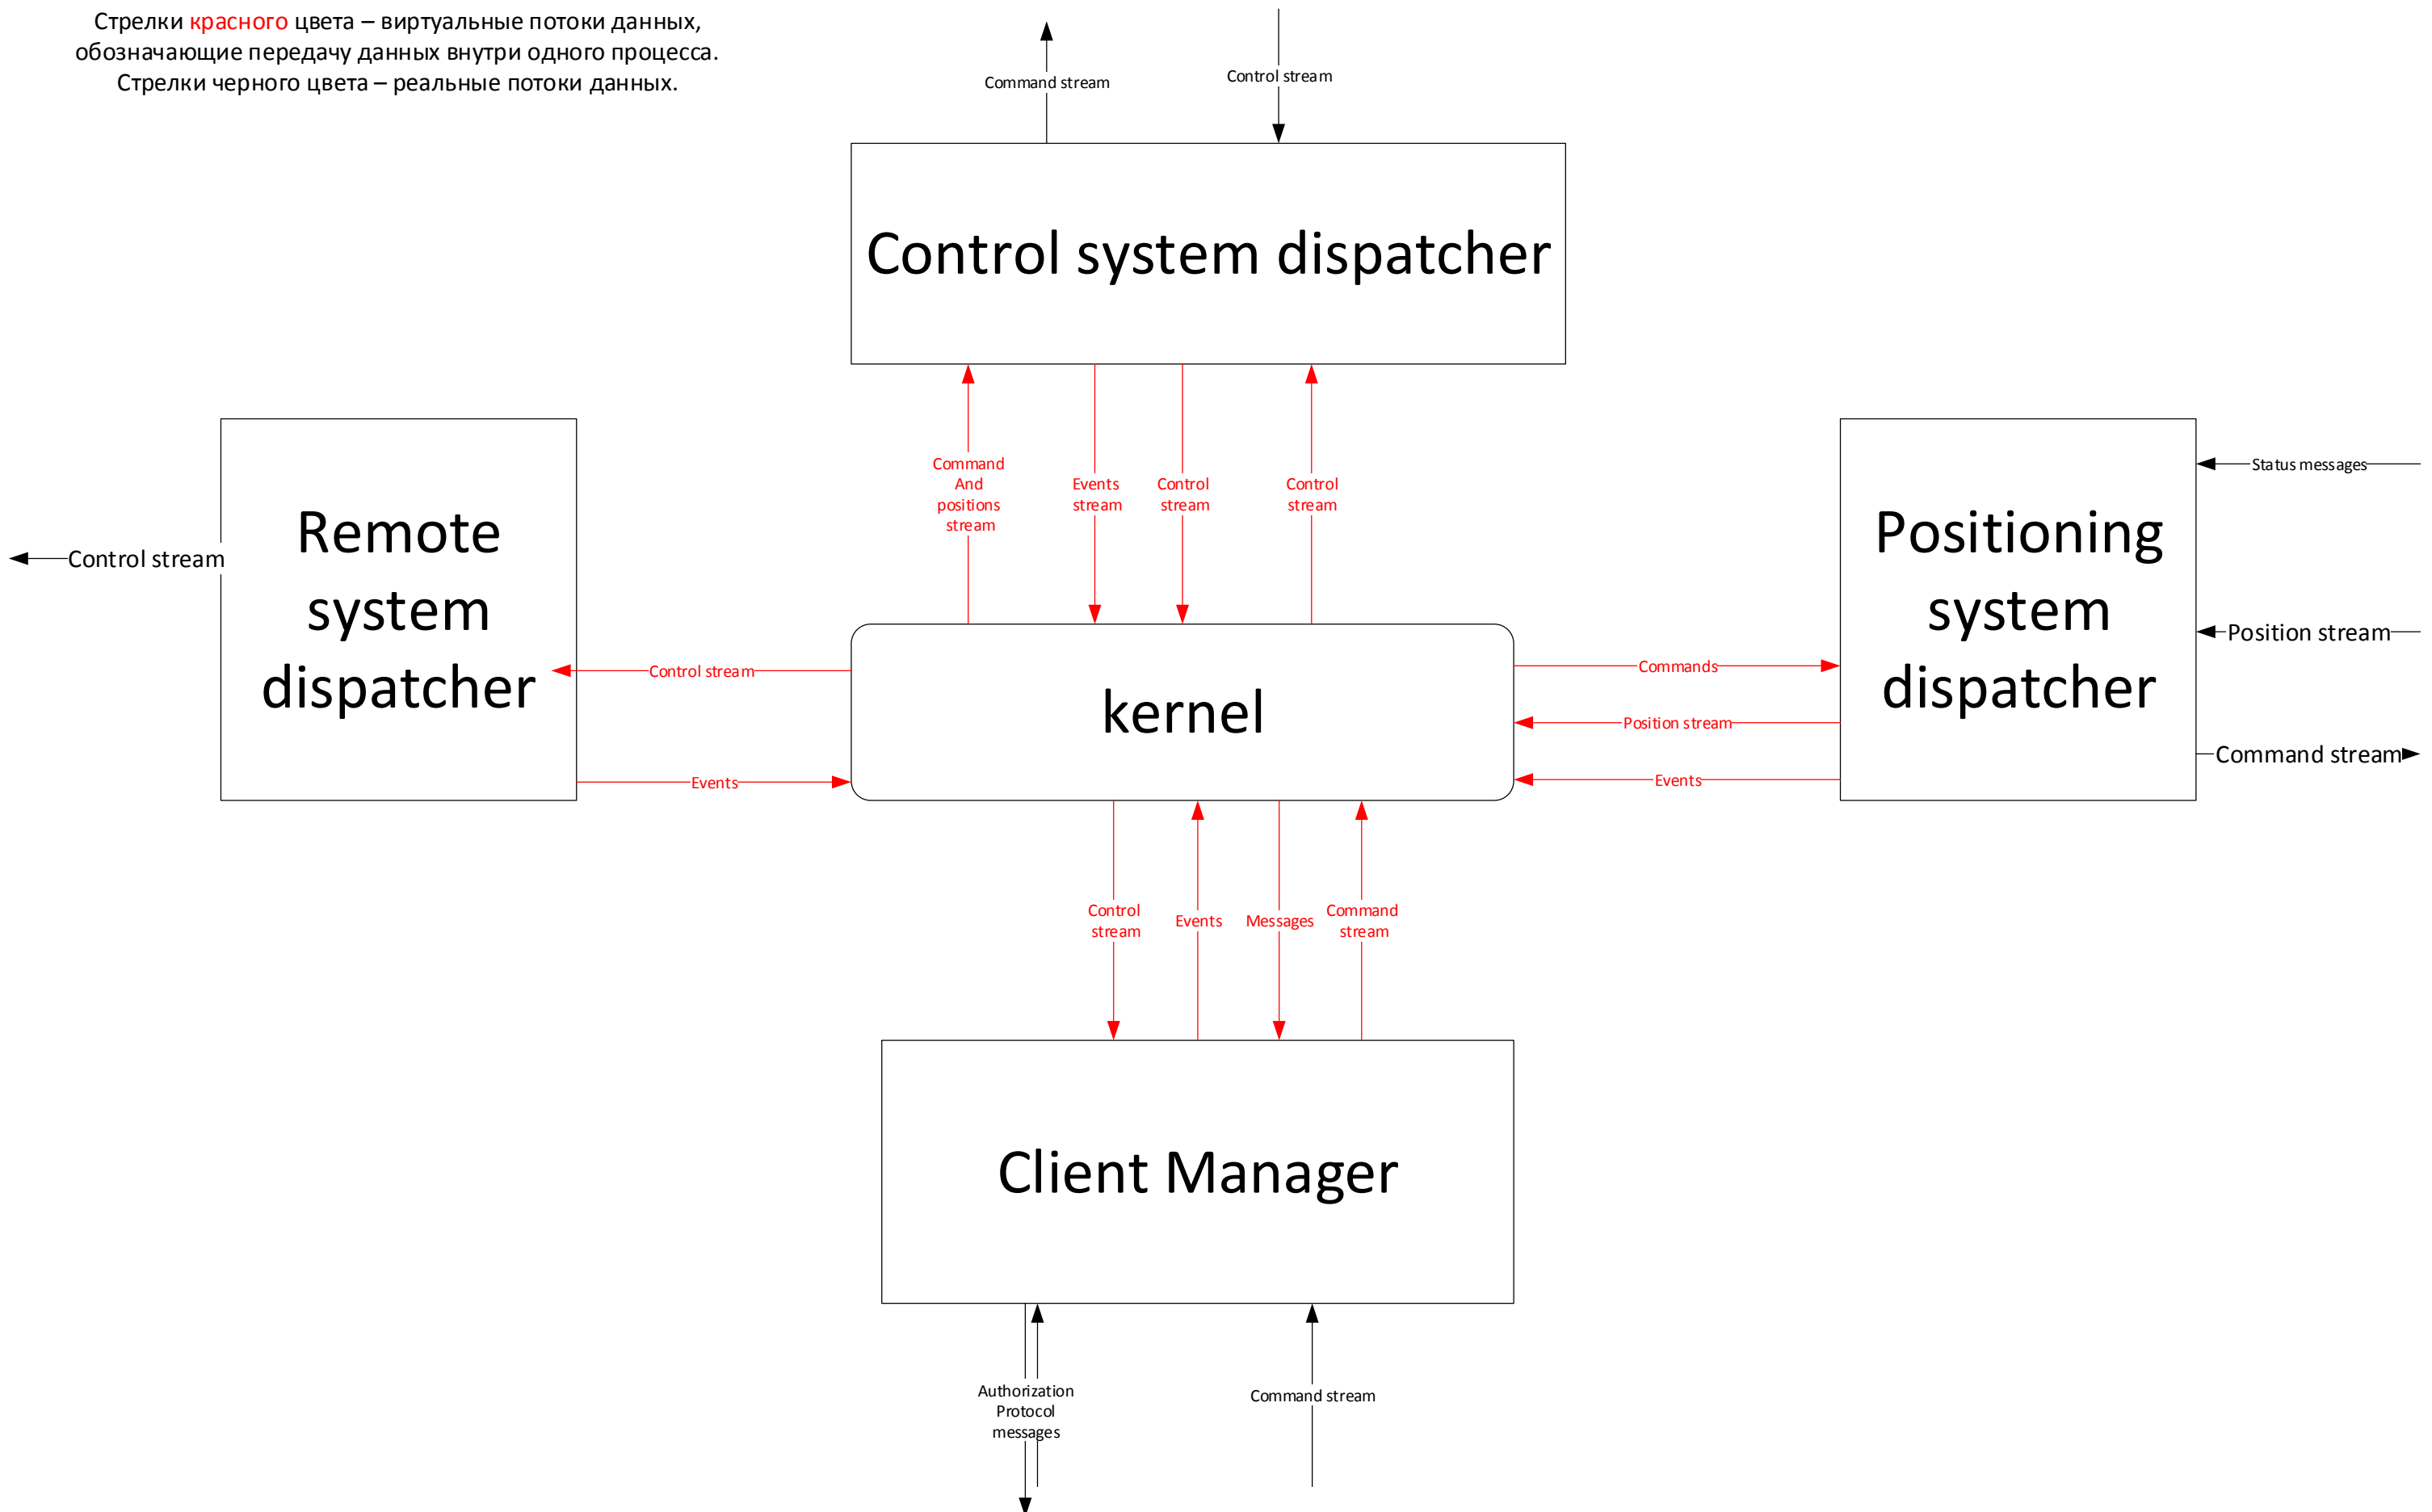 Стрелки красного цвета – виртуальные потоки данных,
обозначающие передачу данных внутри одного процесса.
Стрелки черного цвета – реальные потоки данных.
Command stream
Control stream
Control system dispatcher
Command
And
positions
stream
Events
stream
Control
stream
Control
stream
Remote
system
dispatcher
Control stream
Control stream
Events
kernel
Commands
Position stream
Events
Positioning
system
dispatcher
Status messages
Position stream
Command stream
Control
stream
Events
Messages
Command
stream
Client Manager
Authorization
Protocol
messages
Command stream